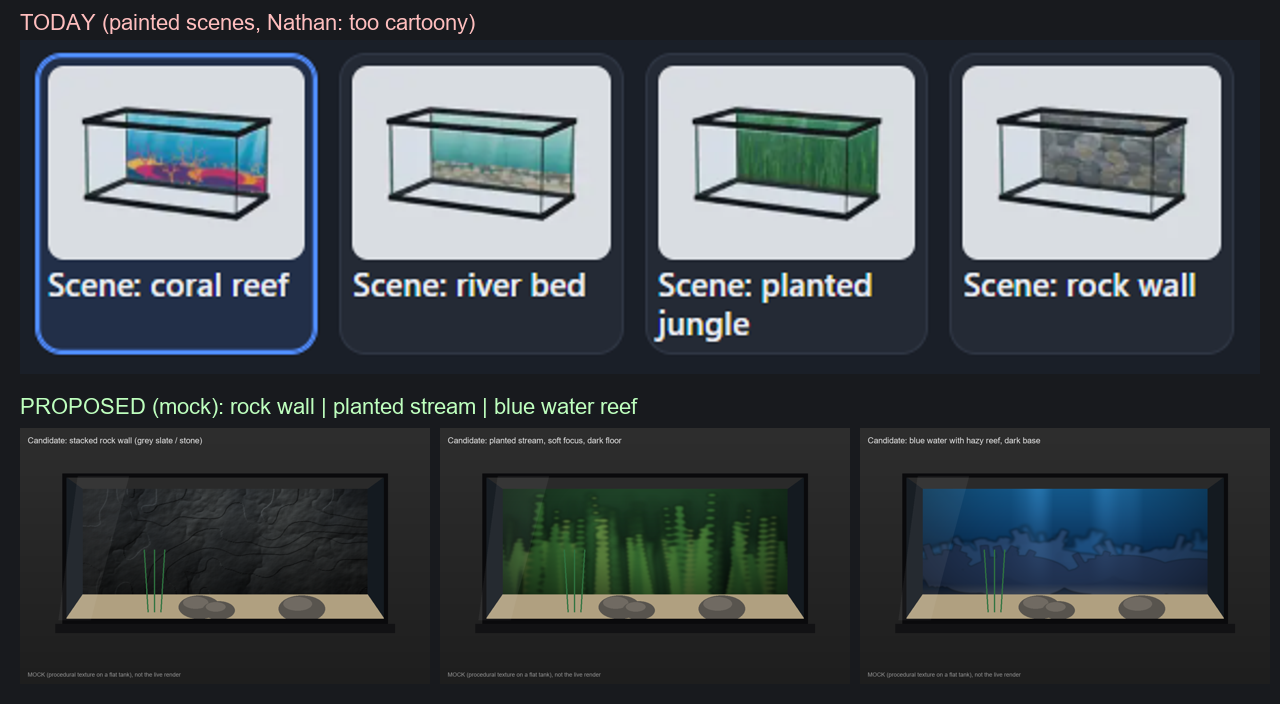 TODAY (painted scenes, Nathan: too cartoony)
Scene: coral reef
Scene: river bed
Scene: planted
jungle
Scene: rock wall
PROPOSED (mock): rock wall | planted stream | blue water reef
Candidate: stacked rock wall (grey slate / stone)
Candidate: planted stream, soft focus, dark floor
Candidate: blue water with hazy reef, dark base
MOCK (procedural texture on a flat tank), not the live render
MOCK (procedural texture on a flat tank), not the live render
MOCK (procedural texture on a flat tank), not the live render